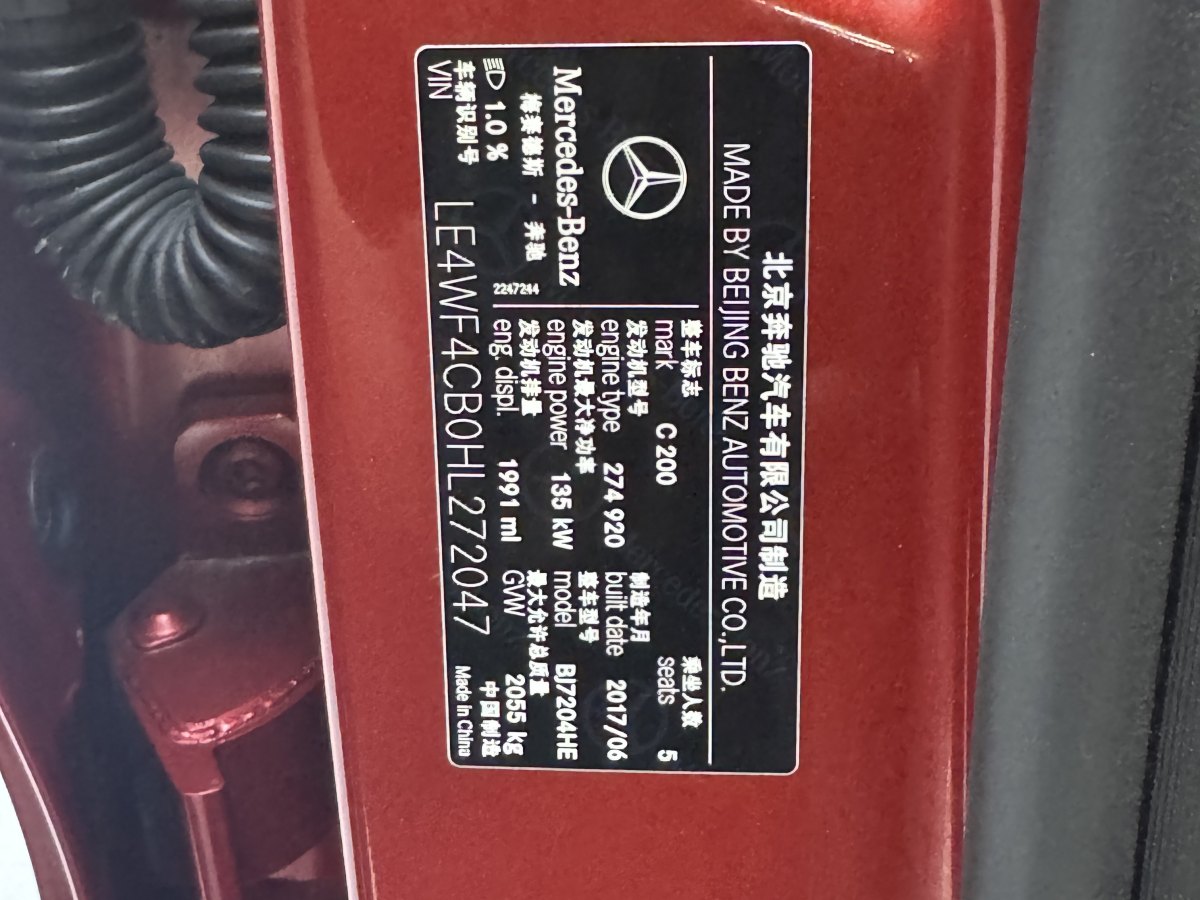 北京奔驰汽车有限公司制造
MADE BY BEIJING BENZ AUTOMOTIVE CO.,LTD.
Mercedes-Benz
梅赛德斯 - 奔驰
2247244
1.0 %
整车标志
mark C 200
乘坐人数
seats 5
发动机型号
engine type 274 920
制造年月
built date 2017/06
发动机最大净功率
engine power 135 kW
整车型号
model BJ7204HE
发动机排量
eng. displ. 1991 ml
最大允许总质量
GVW 2055 kg
车辆识别号
VIN LE4WF4CB0HL272047
中国制造
Made in China